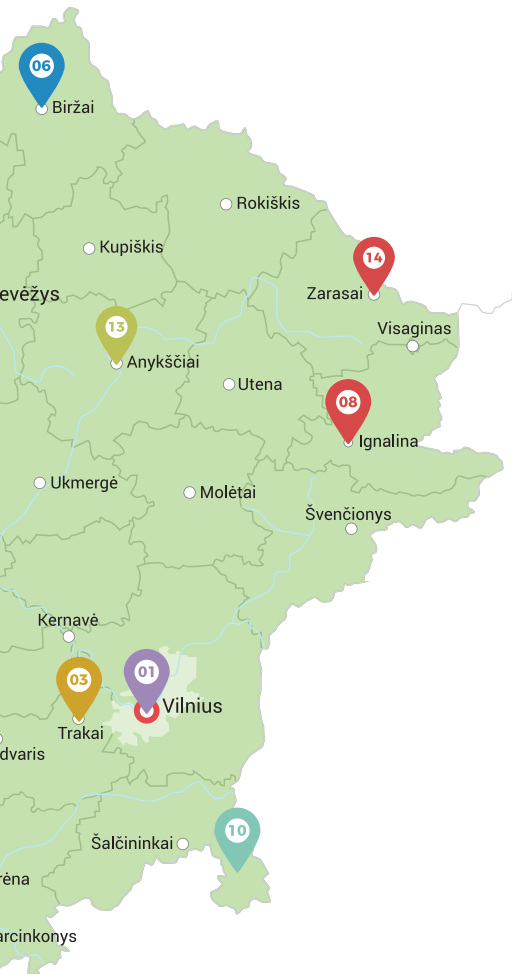 06
Biržai
Rokiškis
Kupiškis
14
evėžys
Zarasai
13
Visaginas
Anykščiai
Utena
08
Ignalina
Ukmergė
Molėtai
Švenčionys
Kernavė
01
03
Vilnius
Trakai
dvaris
10
Šalčininkai
rėna
arcinkonys